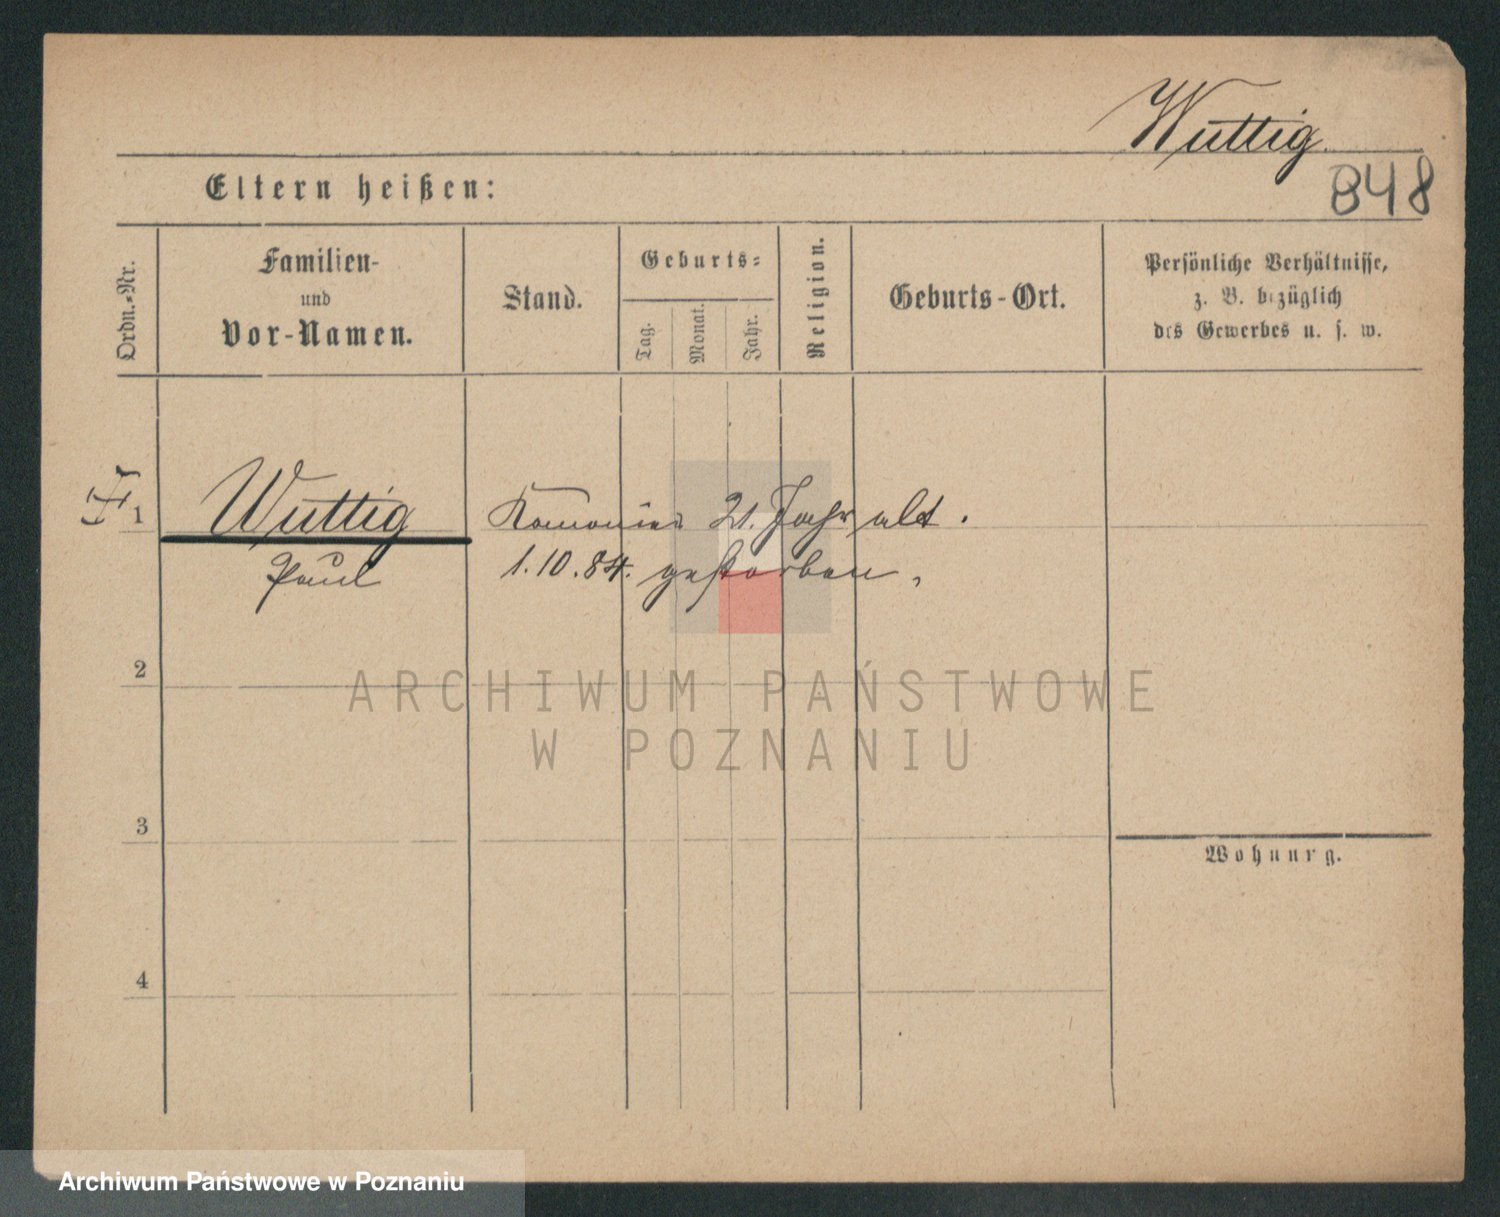 Wuttig
848
Eltern heißen:
Ordn.=Nr.
Familien-
und
Vor-Namen.
Stand.
Geburts=
Tag.
Monat.
Jahr.
Religion.
Geburts-Ort.
Persönliche Verhältnisse,
z. B. bezüglich
des Gewerbes u. s. w.
1 Wuttig Kanonier 21. Jahr alt.
Paul 1.10.84. gestorben,
2
ARCHIWUM PAŃSTWOWE
W POZNANIU
3
Wohnung.
4
Archiwum Państwowe w Poznaniu